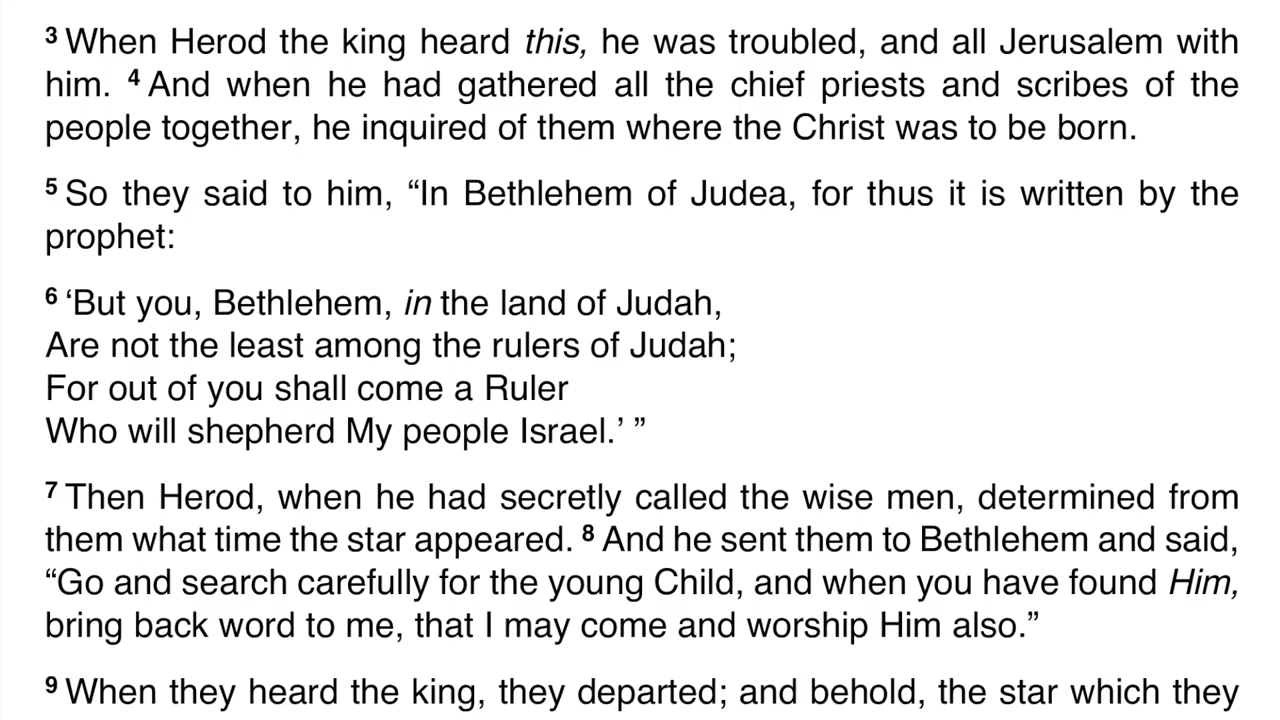 3 When Herod the king heard this, he was troubled, and all Jerusalem with
him. 4 And when he had gathered all the chief priests and scribes of the
people together, he inquired of them where the Christ was to be born.
5 So they said to him, “In Bethlehem of Judea, for thus it is written by the
prophet:
6 ‘But you, Bethlehem, in the land of Judah,
Are not the least among the rulers of Judah;
For out of you shall come a Ruler
Who will shepherd My people Israel.’ ”
7 Then Herod, when he had secretly called the wise men, determined from
them what time the star appeared. 8 And he sent them to Bethlehem and said,
“Go and search carefully for the young Child, and when you have found Him,
bring back word to me, that I may come and worship Him also.”
9 When they heard the king, they departed; and behold, the star which they